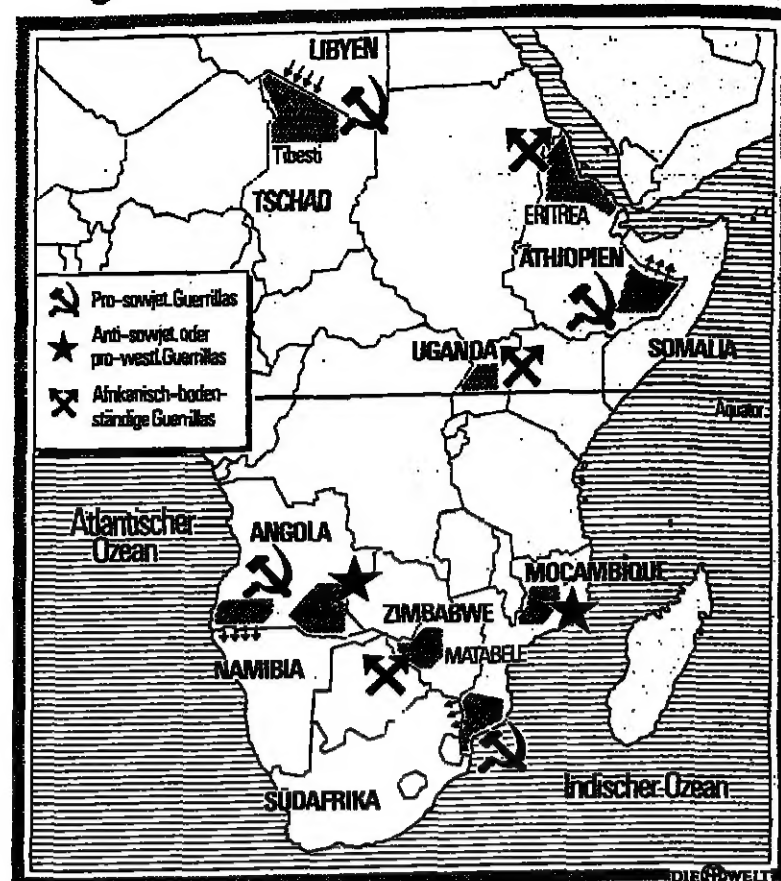 LIBYEN
Tibesti
TSCHAD
ERITREA
ÄTHIOPIEN
Pro-sowjet. Guerrillas
Anti-sowjet. oder
pro-westl. Guerrillas
Afrikanisch-boden-
ständige Guerrillas
UGANDA
SOMALIA
Äquator
Atlantischer
Ozean
ANGOLA
MOCAMBIQUE
ZIMBABWE
MATABELE
NAMIBIA
SÜDAFRIKA
Indischer Ozean
DIE WELT